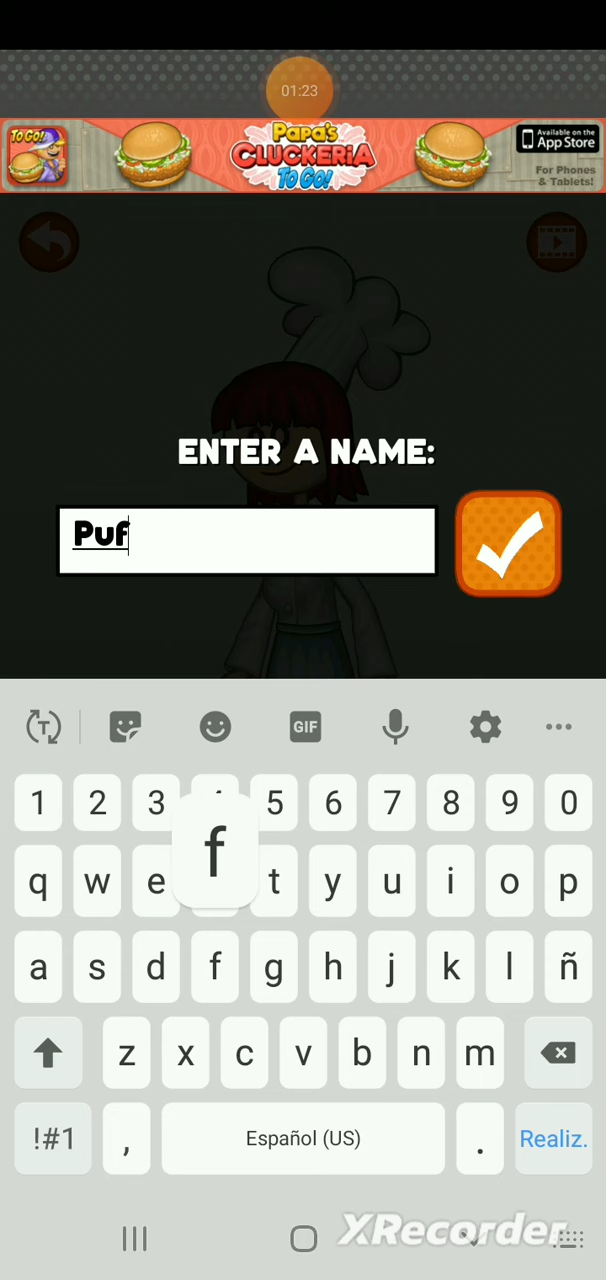 01:23
TO GO!
Papa's
CLUCKERiA
TO GO!
Available on the
App Store
For Phones
& Tablets!
ENTER A NAME:
Puf
T
GIF
1 2 3 5 6 7 8 9 0
q w e t y u i o p
f
a s d f g h j k l ñ
z x c v b n m
!#1 , Español (US) . Realiz.
XRecorder